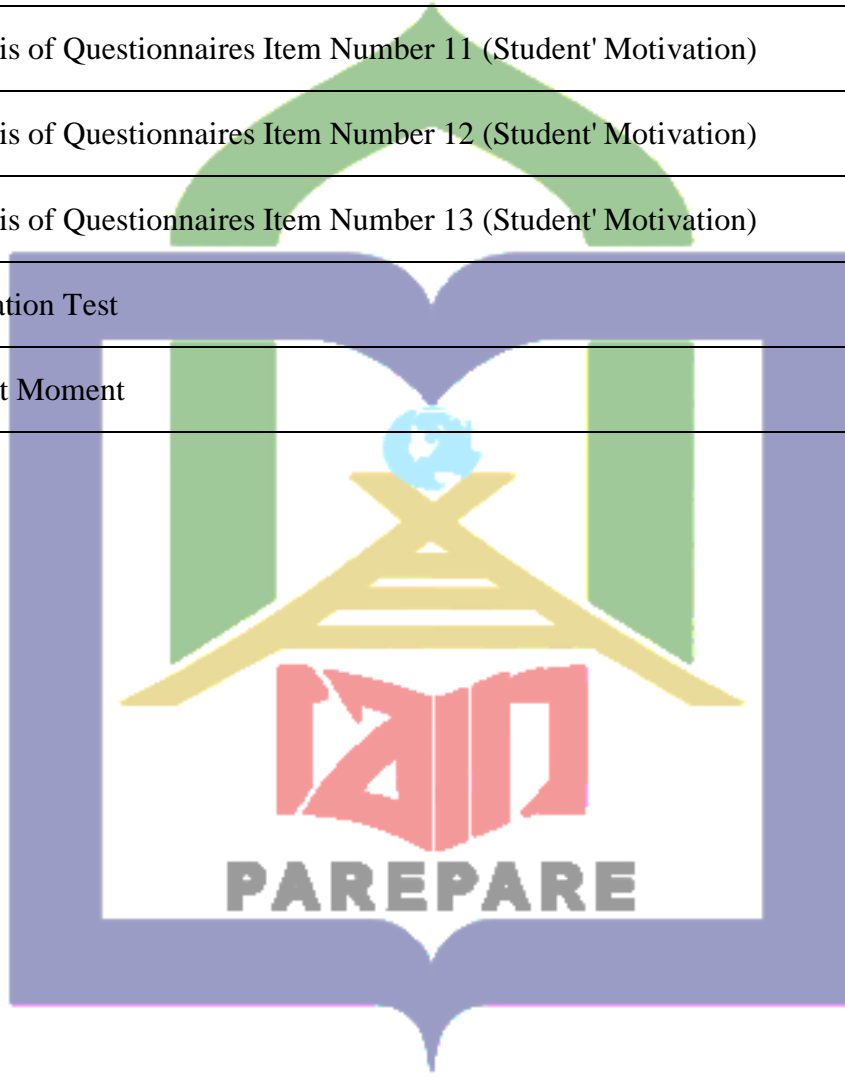 is of Questionnaires Item Number 11 (Student' Motivation)
is of Questionnaires Item Number 12 (Student' Motivation)
is of Questionnaires Item Number 13 (Student' Motivation)
ation Test
t Moment
iain
PAREPARE